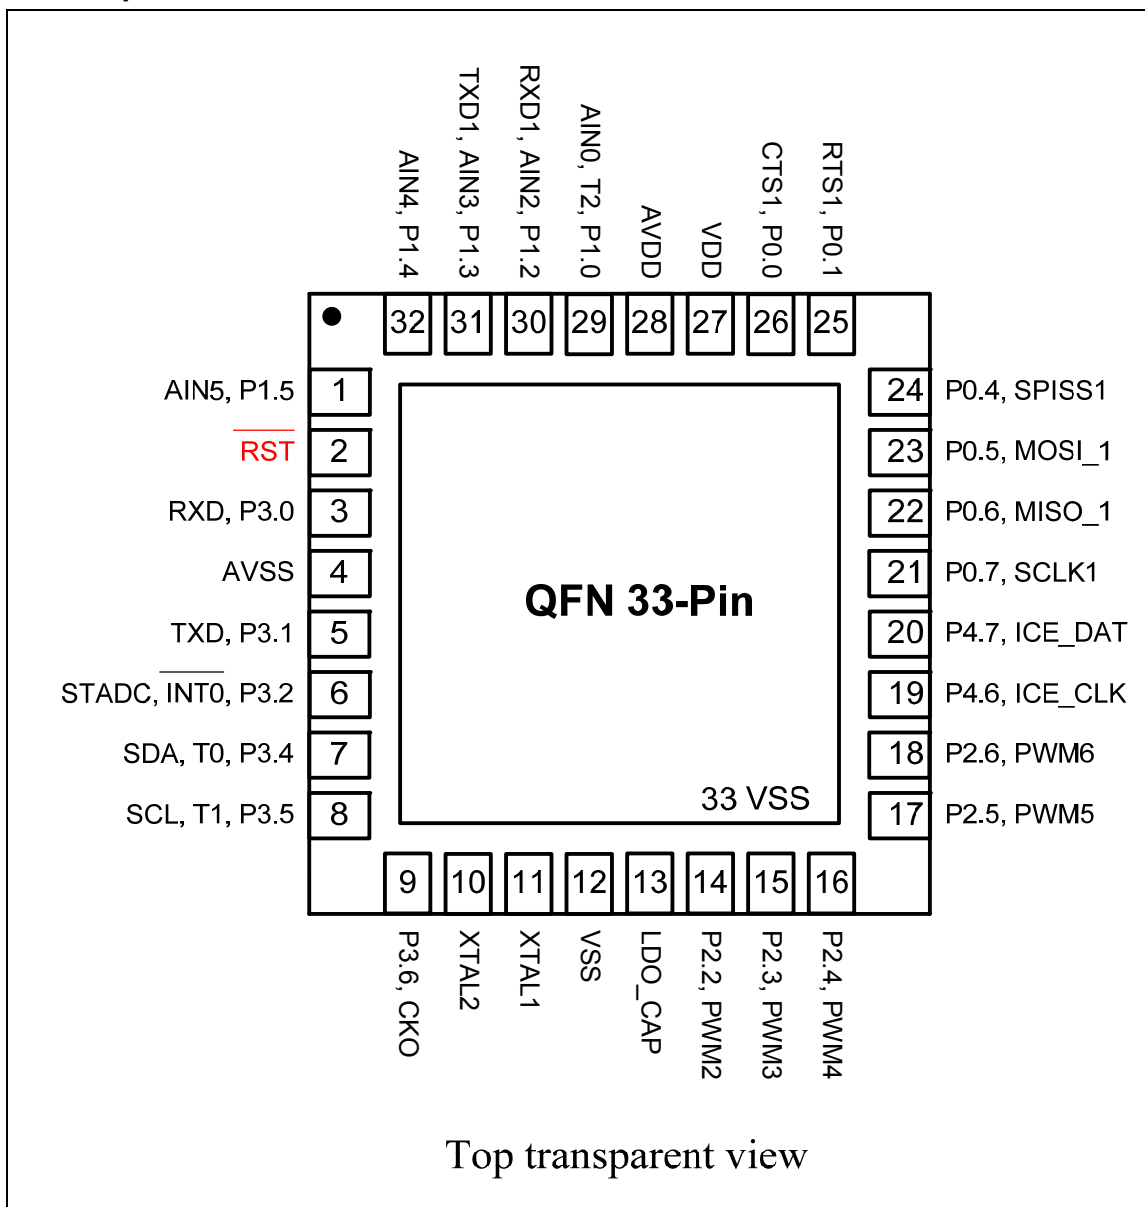 AIN4, P1.4
TXD1, AIN3, P1.3
RXD1, AIN2, P1.2
AIN0, T2, P1.0
AVDD
VDD
CTS1, P0.0
RTS1, P0.1
32 31 30 29 28 27 26 25
AIN5, P1.5 1
RST 2
RXD, P3.0 3
AVSS 4
TXD, P3.1 5
STADC, INT0, P3.2 6
SDA, T0, P3.4 7
SCL, T1, P3.5 8
QFN 33-Pin
33 VSS
24 P0.4, SPISS1
23 P0.5, MOSI_1
22 P0.6, MISO_1
21 P0.7, SCLK1
20 P4.7, ICE_DAT
19 P4.6, ICE_CLK
18 P2.6, PWM6
17 P2.5, PWM5
9 10 11 12 13 14 15 16
P3.6, CKO
XTAL2
XTAL1
VSS
LDO_CAP
P2.2, PWM2
P2.3, PWM3
P2.4, PWM4
Top transparent view